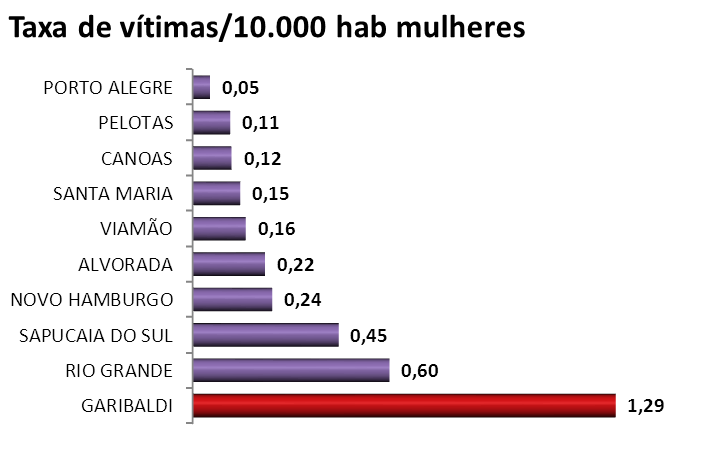 Taxa de vítimas/10.000 hab mulheres
PORTO ALEGRE 0,05
PELOTAS 0,11
CANOAS 0,12
SANTA MARIA 0,15
VIAMÃO 0,16
ALVORADA 0,22
NOVO HAMBURGO 0,24
SAPUCAIA DO SUL 0,45
RIO GRANDE 0,60
GARIBALDI 1,29